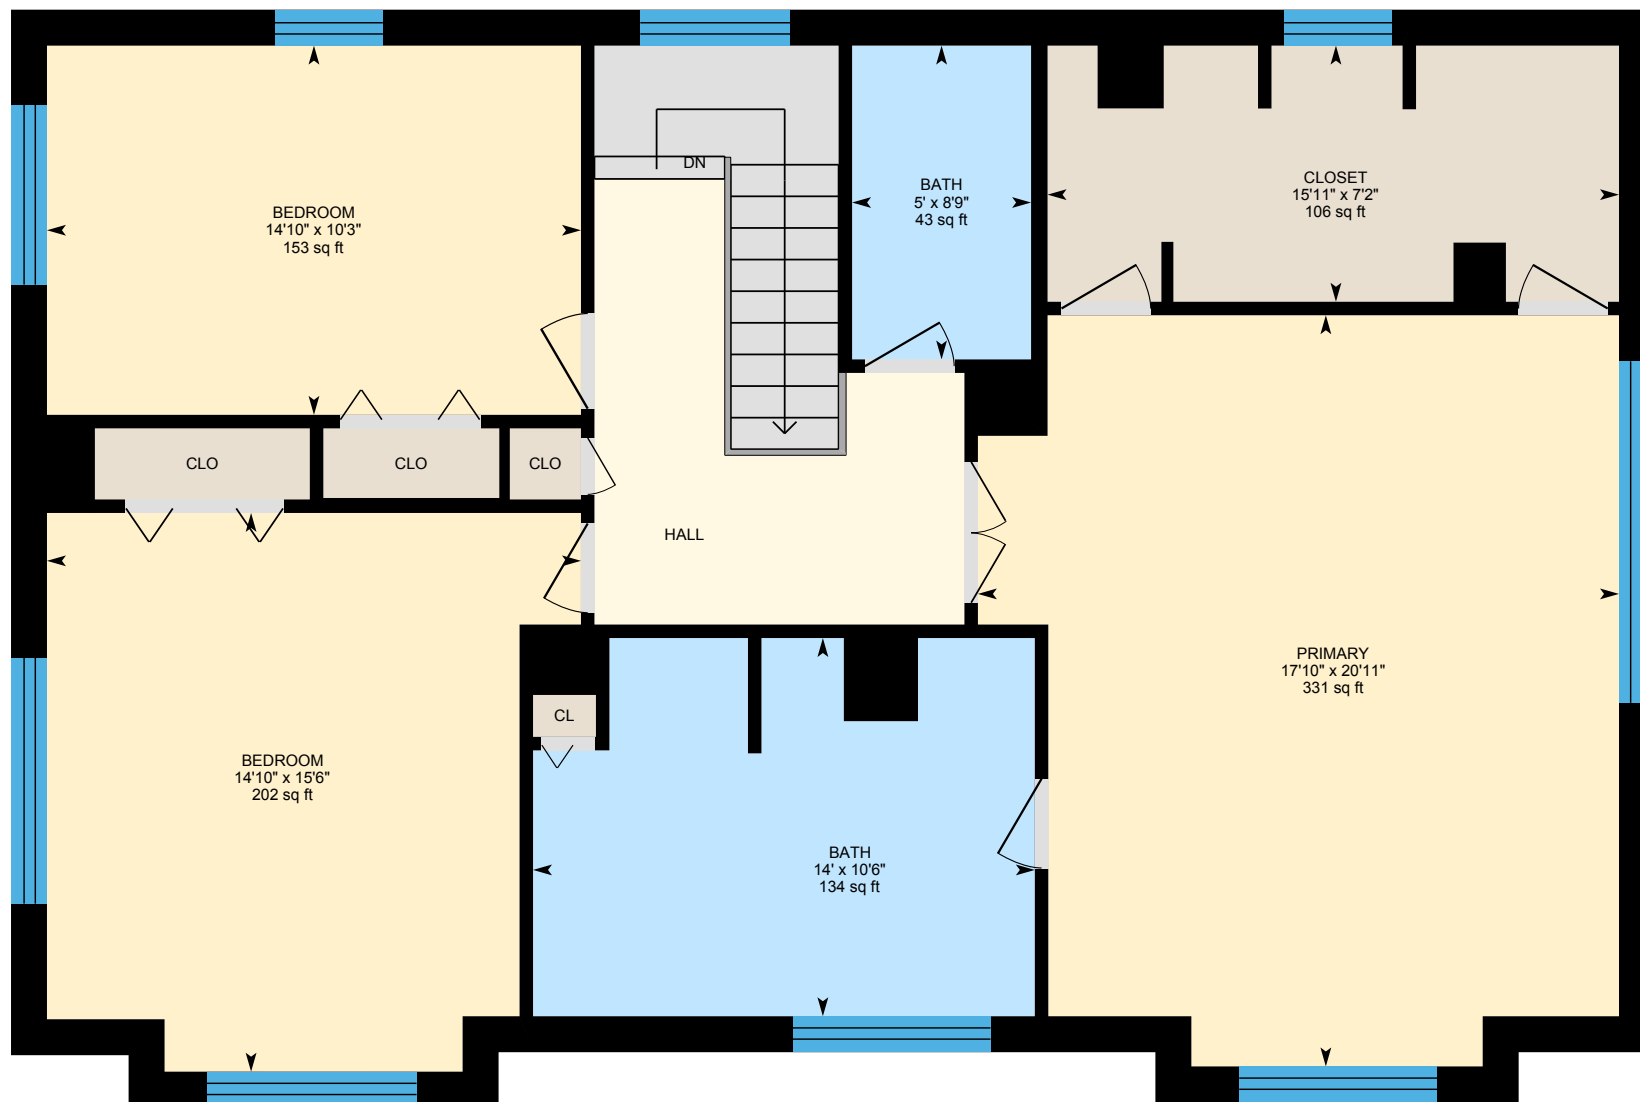 BEDROOM
14'10" x 10'3"
153 sq ft
DN
BATH
5' x 8'9"
43 sq ft
CLOSET
15'11" x 7'2"
106 sq ft
CLO
CLO
CLO
HALL
PRIMARY
17'10" x 20'11"
331 sq ft
CL
BEDROOM
14'10" x 15'6"
202 sq ft
BATH
14' x 10'6"
134 sq ft